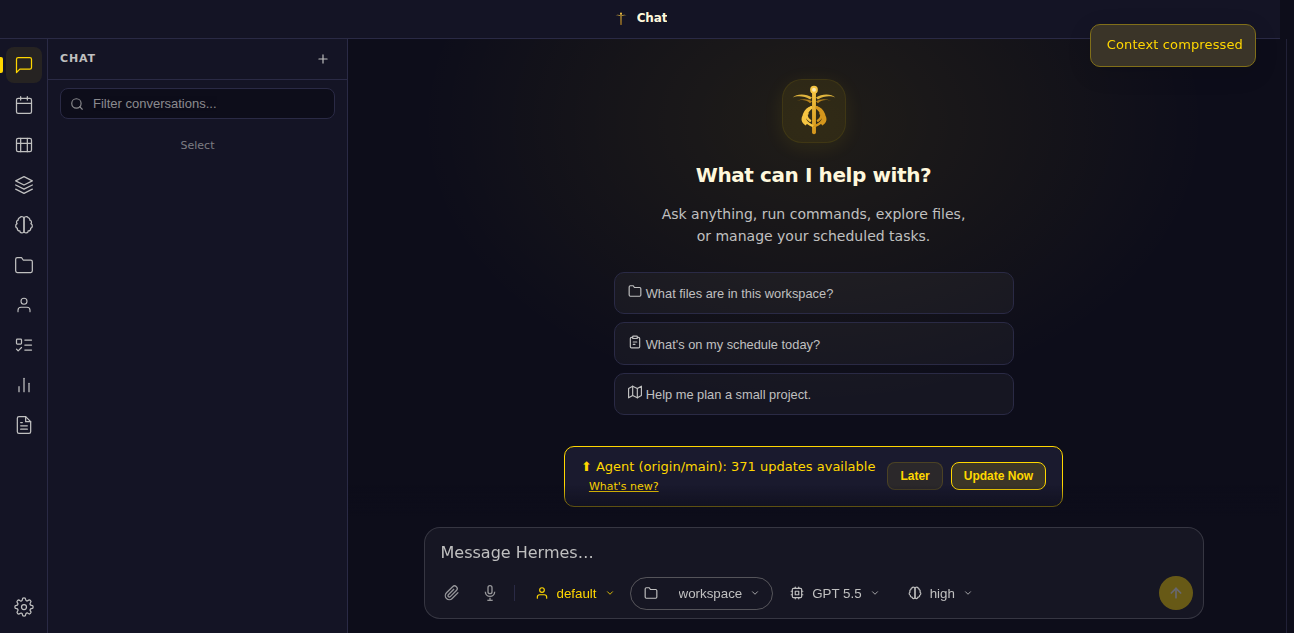 Chat
Context compressed
CHAT
Filter conversations...
Select
What can I help with?
Ask anything, run commands, explore files,
or manage your scheduled tasks.
What files are in this workspace?
What's on my schedule today?
Help me plan a small project.
Agent (origin/main): 371 updates available
What's new?
Later
Update Now
Message Hermes...
default
workspace
GPT 5.5
high